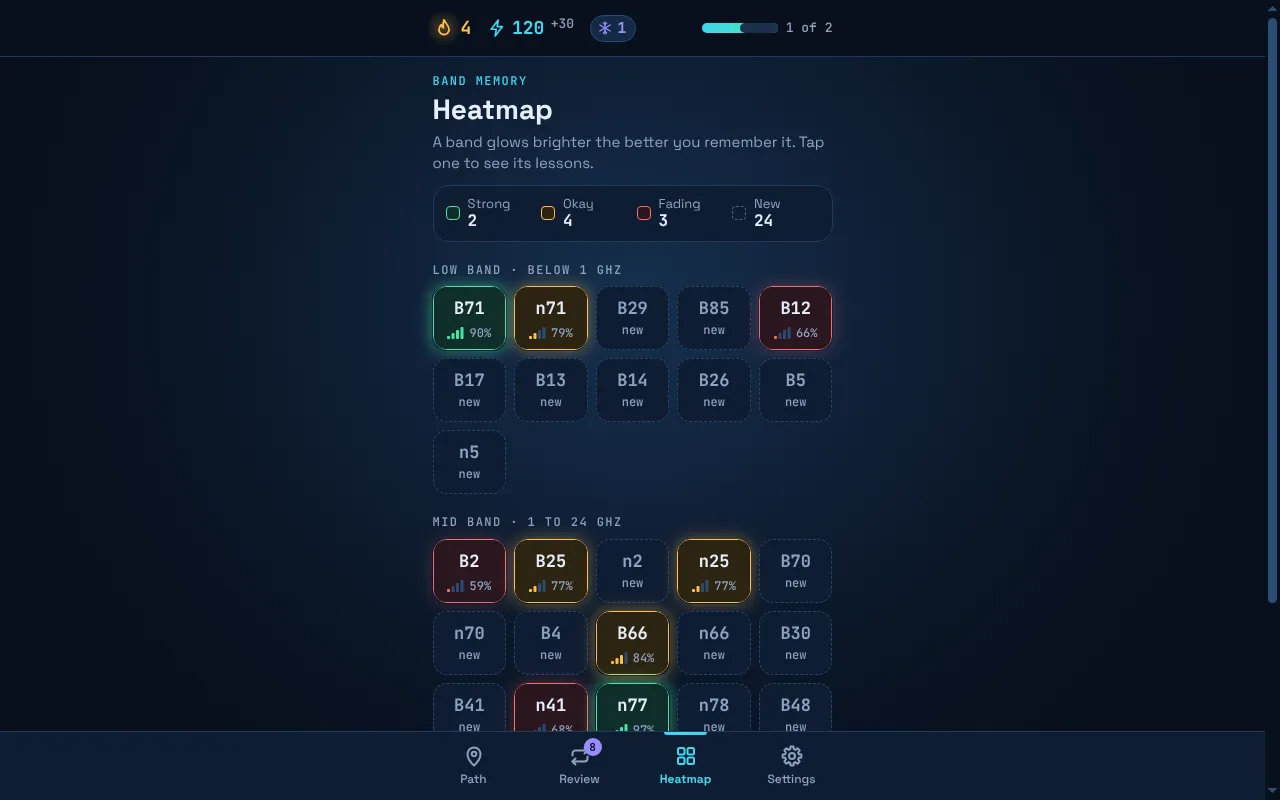 4 120 +30 1 1 of 2
BAND MEMORY
Heatmap
A band glows brighter the better you remember it. Tap
one to see its lessons.
Strong Okay Fading New
2 4 3 24
LOW BAND · BELOW 1 GHZ
B71 n71 B29 B85 B12
90% 79% new new 66%
B17 B13 B14 B26 B5
new new new new new
n5
new
MID BAND · 1 TO 24 GHZ
B2 B25 n2 n25 B70
59% 77% new 77% new
n70 B4 B66 n66 B30
new new 84% new new
B41 n41 n77 n78 B48
new 68% 97% new new
8
Path Review Heatmap Settings